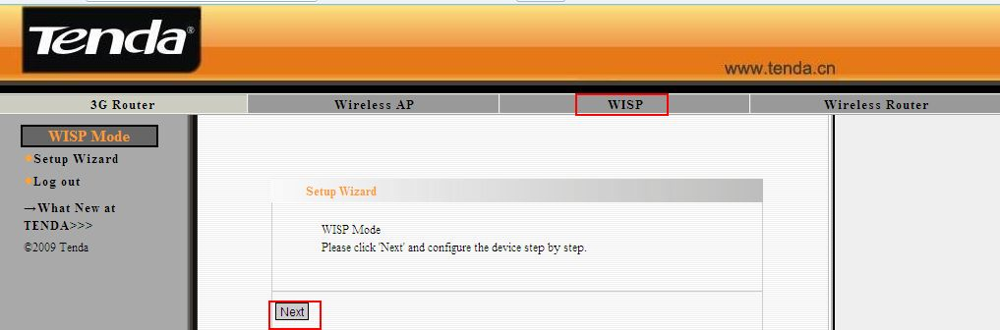 Tenda®
www.tenda.cn
3G Router
Wireless AP
WISP
Wireless Router
WISP Mode
Setup Wizard
Log out
→What New at
TENDA>>>
©2009 Tenda
Setup Wizard
WISP Mode
Please click 'Next' and configure the device step by step.
Next